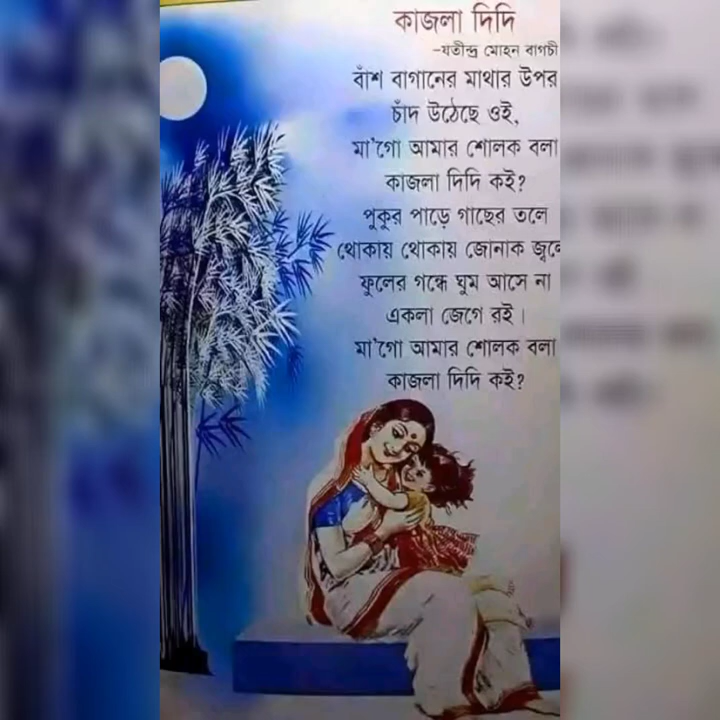 কাজলা দিদি
-যতীন্দ্র মোহন বাগচী
বাঁশ বাগানের মাথার উপর
চাঁদ উঠেছে ওই,
মা'গো আমার শোলক বলা
কাজলা দিদি কই?
পুকুর পাড়ে গাছের তলে
থোকায় থোকায় জোনাক জ্বলে
ফুলের গন্ধে ঘুম আসে না
একলা জেগে রই।
মা'গো আমার শোলক বলা
কাজলা দিদি কই?